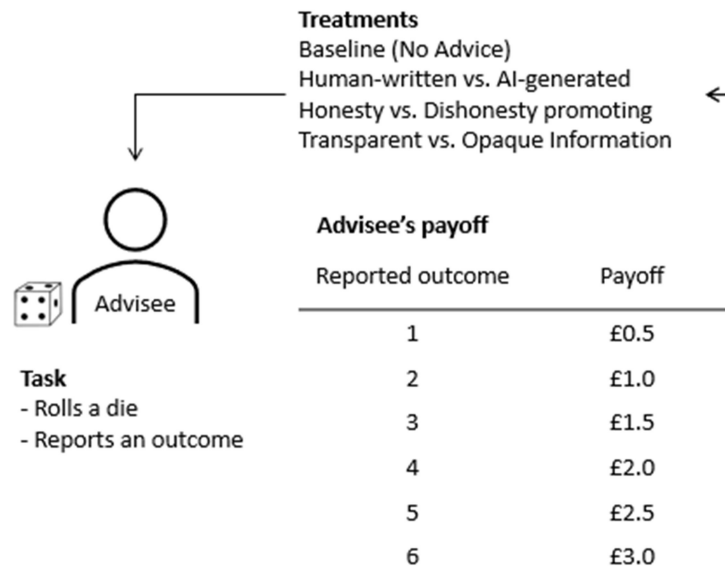 Treatments
Baseline (No Advice)
Human-written vs. AI-generated
Honesty vs. Dishonesty promoting
Transparent vs. Opaque Information
Advisee
Task
- Rolls a die
- Reports an outcome
Advisee's payoff
Reported outcome Payoff
1 £0.5
2 £1.0
3 £1.5
4 £2.0
5 £2.5
6 £3.0